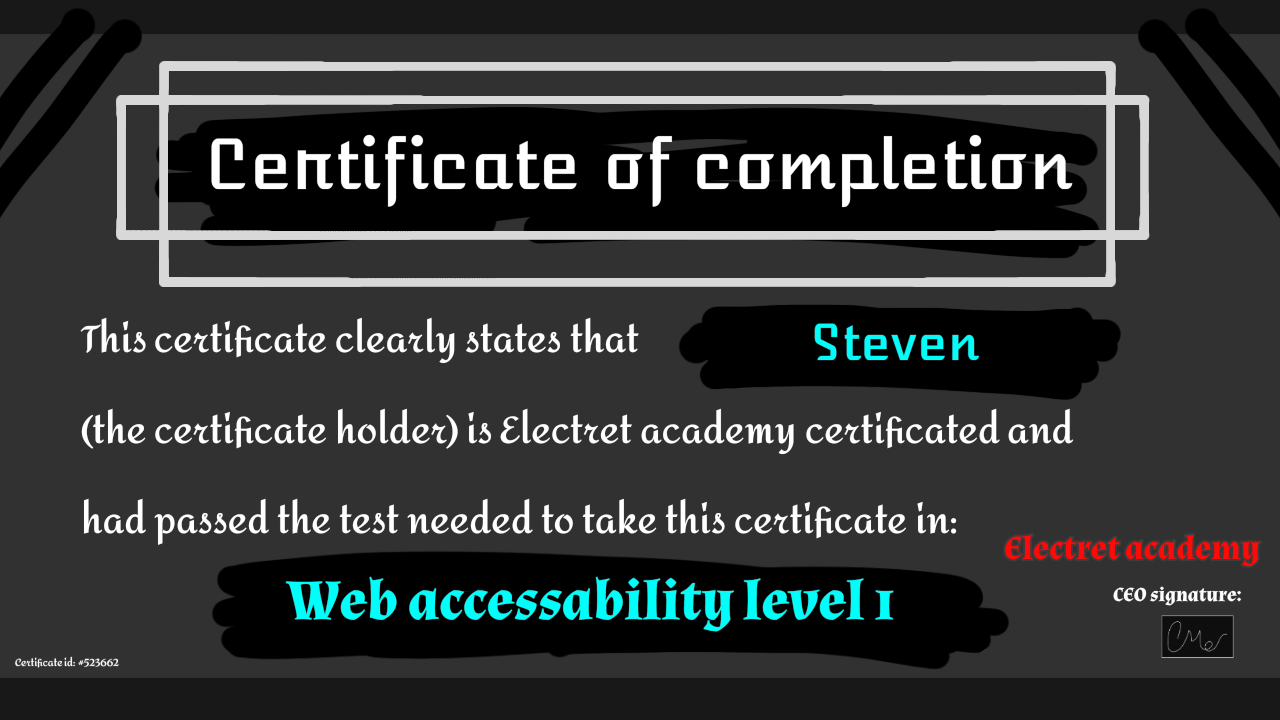 Certificate of completion
This certificate clearly states that Steven
(the certificate holder) is Electret academy certificated and
had passed the test needed to take this certificate in:
Electret academy
Web accessability level 1
CEO signature:
Certificate id: #523662